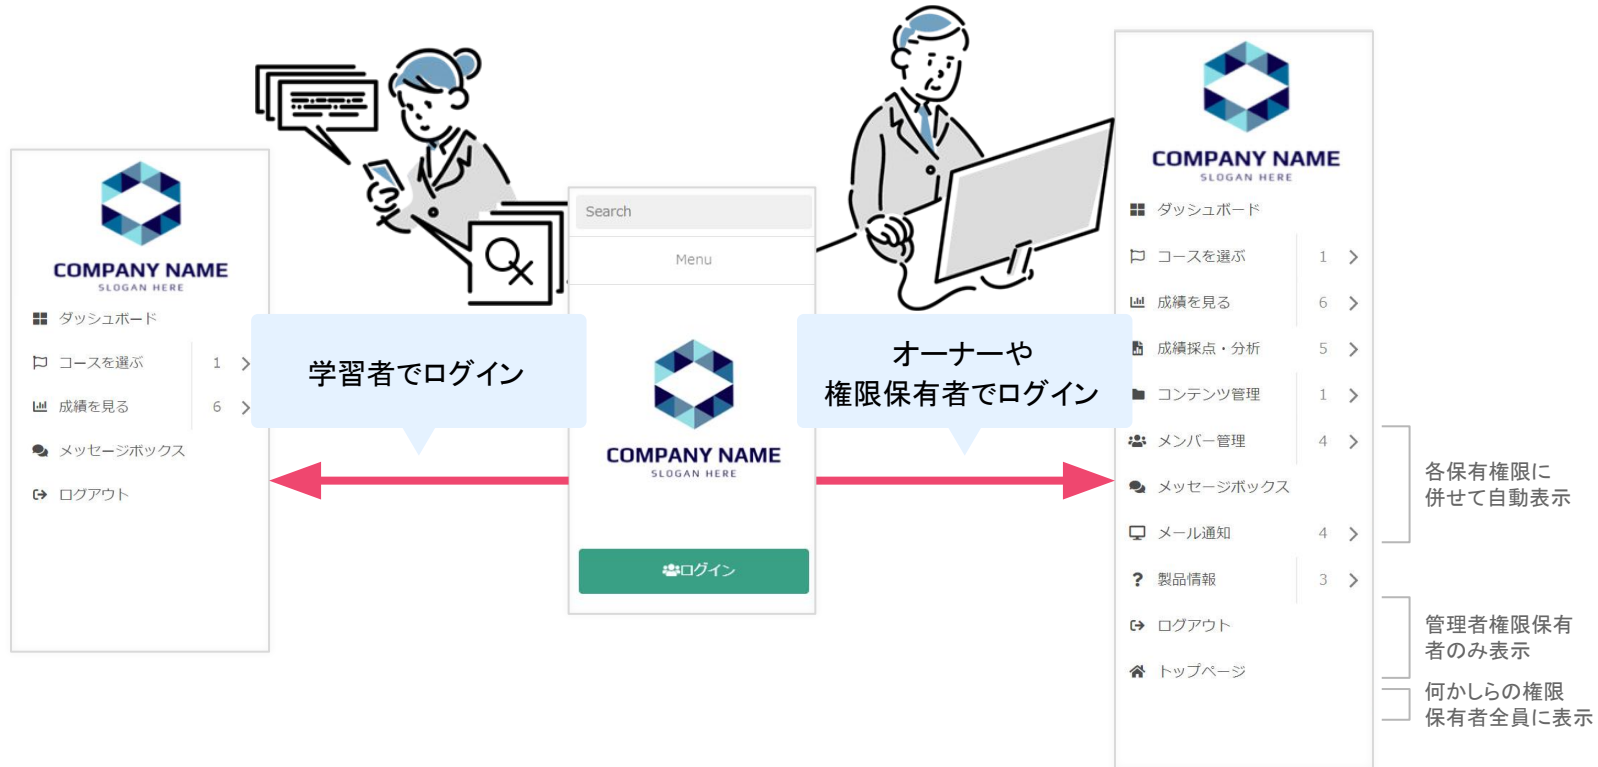 COMPANY NAME
SLOGAN HERE
ダッシュボード
コースを選ぶ 1
成績を見る 6
メッセージボックス
ログアウト
学習者でログイン
Search
Menu
COMPANY NAME
SLOGAN HERE
ログイン
オーナーや
権限保有者でログイン
COMPANY NAME
SLOGAN HERE
ダッシュボード
コースを選ぶ 1
成績を見る 6
成績採点・分析 5
コンテンツ管理 1
メンバー管理 4
メッセージボックス
メール通知 4
製品情報 3
ログアウト
トップページ
各保有権限に
併せて自動表示
管理者権限保有
者のみ表示
何かしらの権限
保有者全員に表示